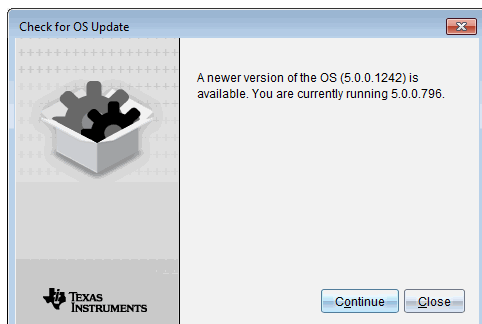 Check for OS Update
A newer version of the OS (5.0.0.1242) is
available. You are currently running 5.0.0.796.
TEXAS
INSTRUMENTS
Continue
Close